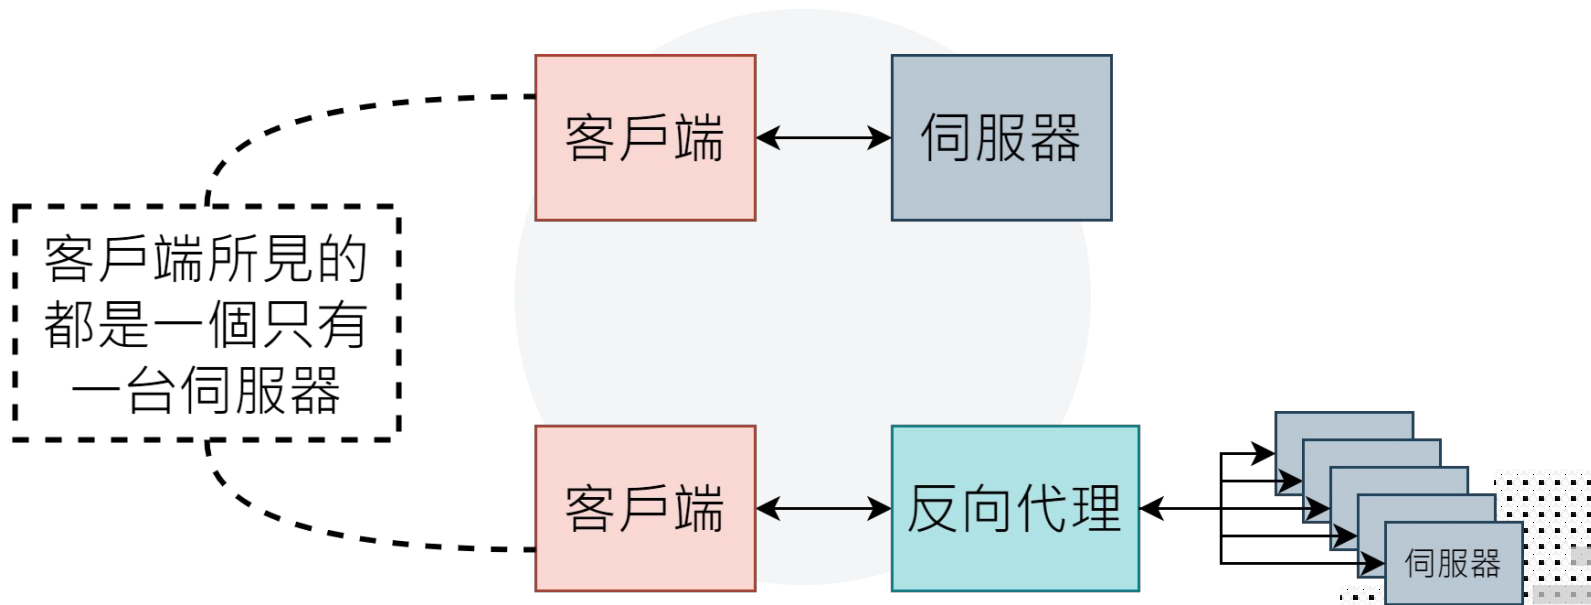 客戶端
伺服器
客戶端所見的
都是一個只有
一台伺服器
客戶端
反向代理
伺服器